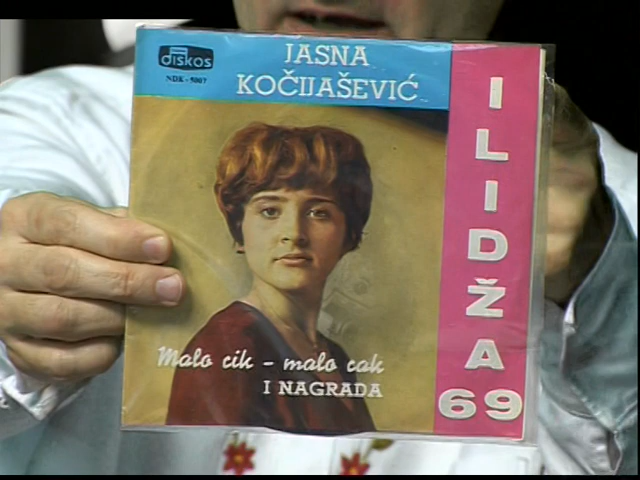 diskos
NDK - 5007
JASNA
KOČIJAŠEVIĆ
ILIDŽA
69
Malo cik - malo cak
I NAGRADA